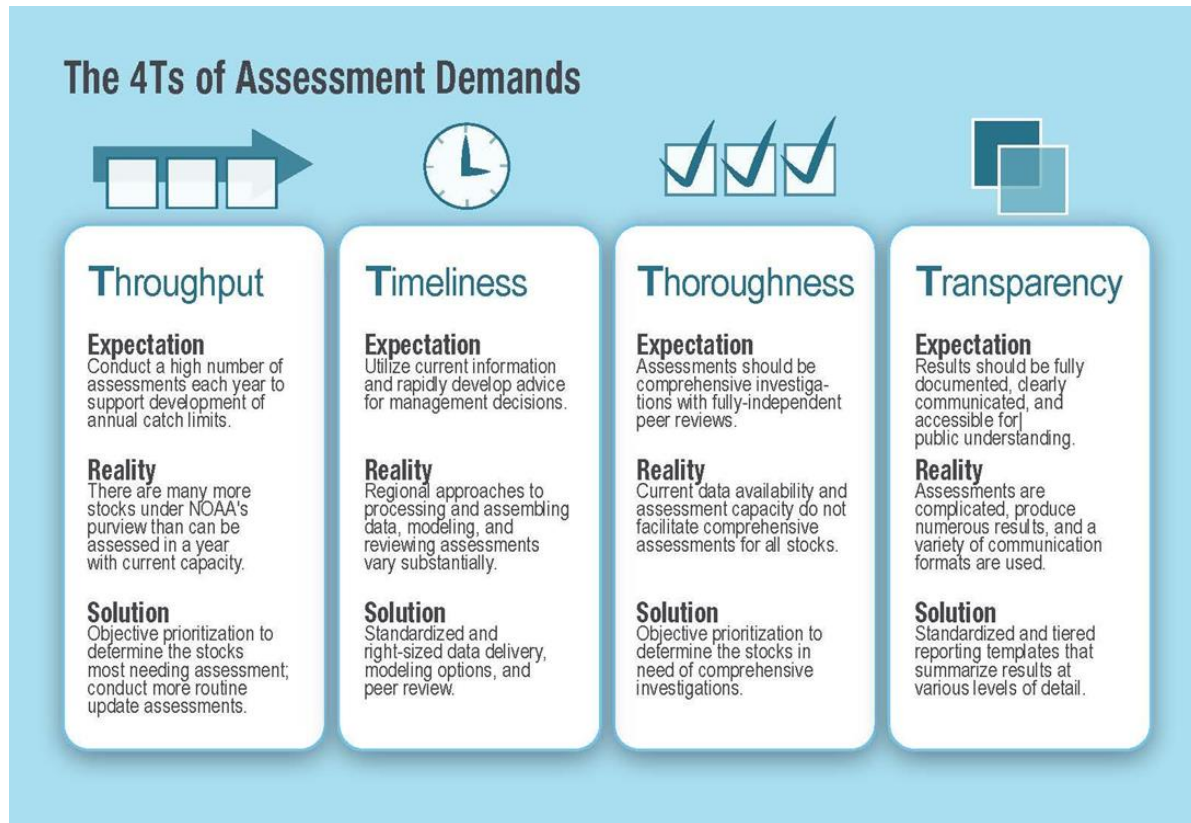 The 4Ts of Assessment Demands
Throughput
Expectation
Conduct a high number of
assessments each year to
support development of
annual catch limits.
Reality
There are many more
stocks under NOAA's
purview than can be
assessed in a year
with current capacity.
Solution
Objective prioritization to
determine the stocks
most needing assessment;
conduct more routine
update assessments.
Timeliness
Expectation
Utilize current information
and rapidly develop advice
for management decisions.
Reality
Regional approaches to
processing and assembling
data, modeling, and
reviewing assessments
vary substantially.
Solution
Standardized and
right-sized data delivery,
modeling options, and
peer review.
Thoroughness
Expectation
Assessments should be
comprehensive investiga-
tions with fully-independent
peer reviews.
Reality
Current data availability and
assessment capacity do not
facilitate comprehensive
assessments for all stocks.
Solution
Objective prioritization to
determine the stocks in
need of comprehensive
investigations.
Transparency
Expectation
Results should be fully
documented, clearly
communicated, and
accessible for|
public understanding.
Reality
Assessments are
complicated, produce
numerous results, and a
variety of communication
formats are used.
Solution
Standardized and tiered
reporting templates that
summarize results at
various levels of detail.